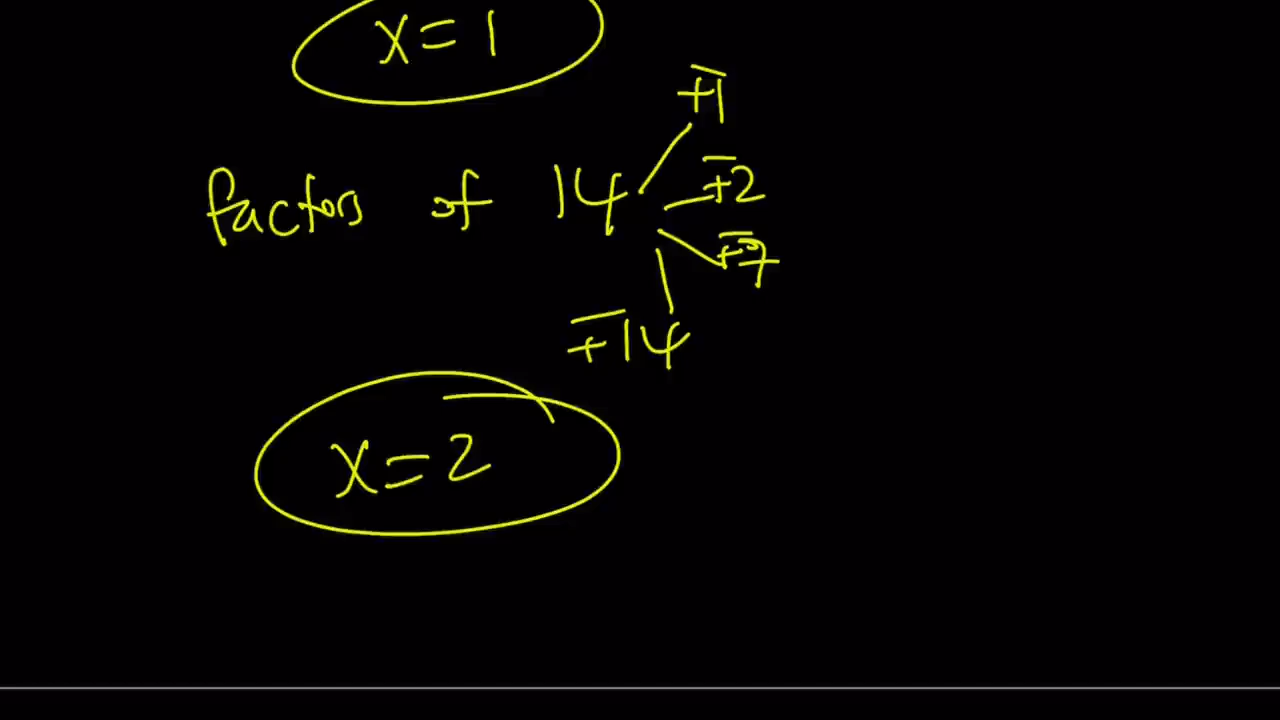 x=1
∓1
factors of 14
∓2
∓7
∓14
x=2